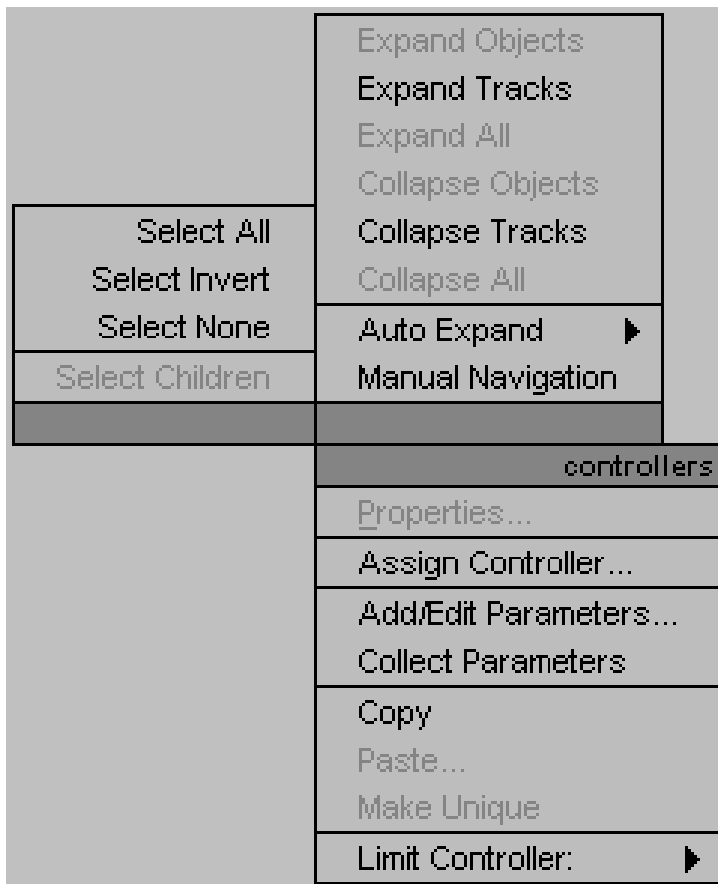 Expand Objects
Expand Tracks
Expand All
Collapse Objects
Collapse Tracks
Collapse All
Auto Expand
Manual Navigation
Select All
Select Invert
Select None
Select Children
controllers
Properties...
Assign Controller...
Add/Edit Parameters...
Collect Parameters
Copy
Paste...
Make Unique
Limit Controller: